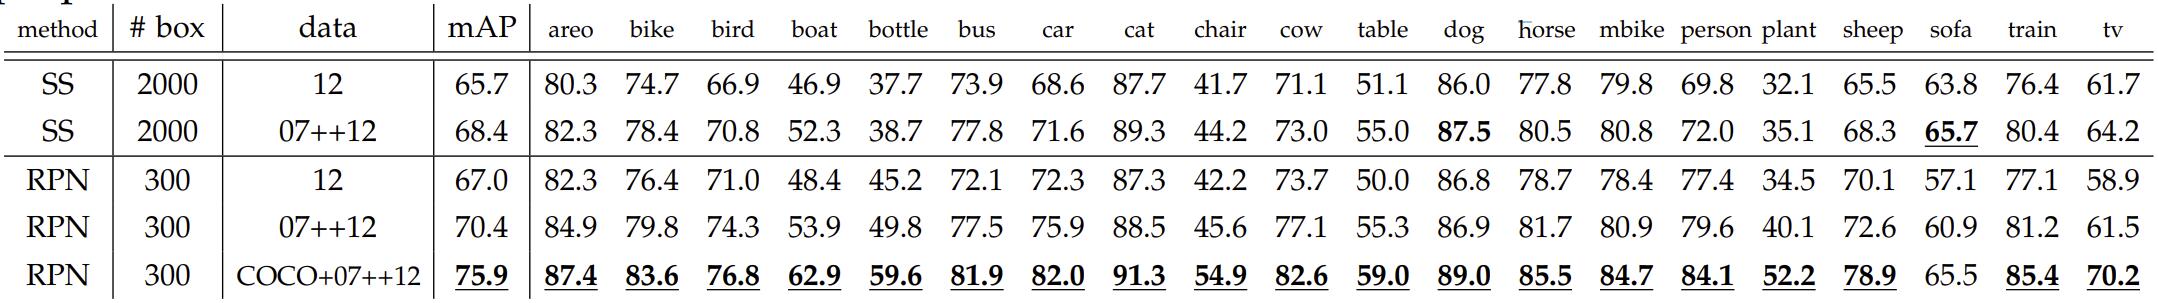 method # box data mAP areo bike bird boat bottle bus car cat chair cow table dog horse mbike person plant sheep sofa train tv
SS 2000 12 65.7 80.3 74.7 66.9 46.9 37.7 73.9 68.6 87.7 41.7 71.1 51.1 86.0 77.8 79.8 69.8 32.1 65.5 63.8 76.4 61.7
SS 2000 07++12 68.4 82.3 78.4 70.8 52.3 38.7 77.8 71.6 89.3 44.2 73.0 55.0 87.5 80.5 80.8 72.0 35.1 68.3 65.7 80.4 64.2
RPN 300 12 67.0 82.3 76.4 71.0 48.4 45.2 72.1 72.3 87.3 42.2 73.7 50.0 86.8 78.7 78.4 77.4 34.5 70.1 57.1 77.1 58.9
RPN 300 07++12 70.4 84.9 79.8 74.3 53.9 49.8 77.5 75.9 88.5 45.6 77.1 55.3 86.9 81.7 80.9 79.6 40.1 72.6 60.9 81.2 61.5
RPN 300 COCO+07++12 75.9 87.4 83.6 76.8 62.9 59.6 81.9 82.0 91.3 54.9 82.6 59.0 89.0 85.5 84.7 84.1 52.2 78.9 65.5 85.4 70.2